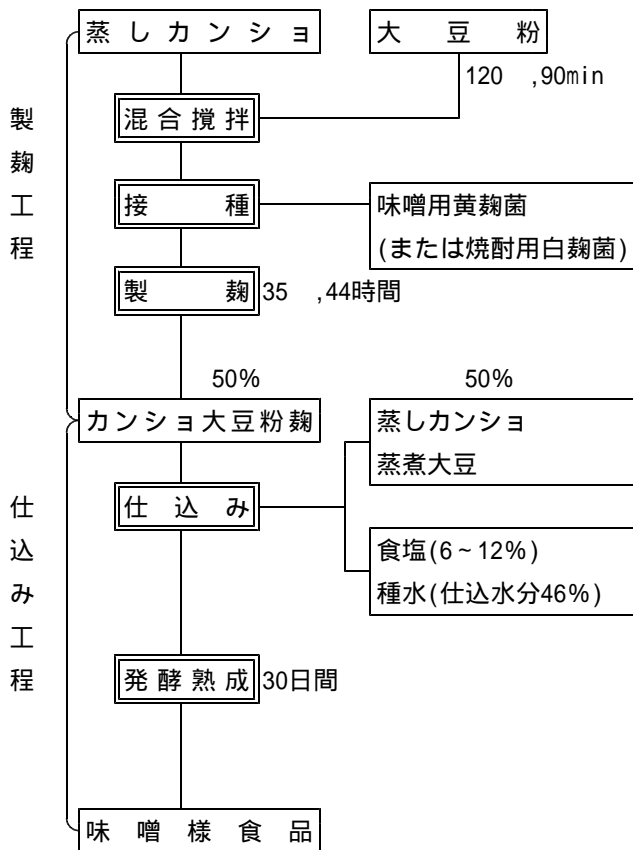 蒸しカンショ
大豆粉
120　,90min
混合撹拌
製麹工程
接種
味噌用黄麹菌
(または焼酎用白麹菌)
製麹
35　,44時間
50%
50%
カンショ大豆粉麹
蒸しカンショ
蒸煮大豆
仕込み
仕込み工程
食塩(6~12%)
種水(仕込水分46%)
発酵熟成
30日間
味噌様食品